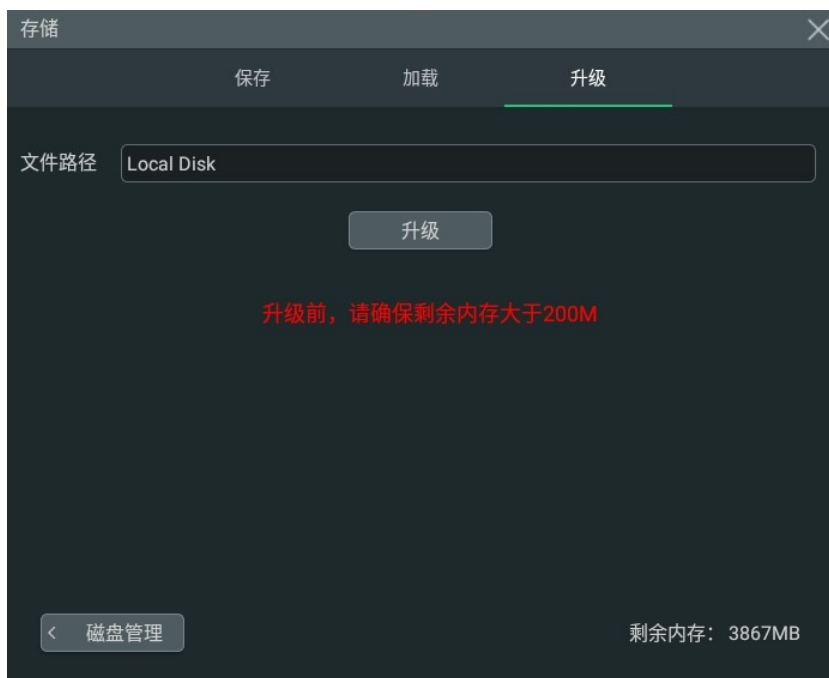 存储
保存 加载 升级
文件路径 Local Disk
升级
升级前，请确保剩余内存大于200M
< 磁盘管理 剩余内存： 3867MB